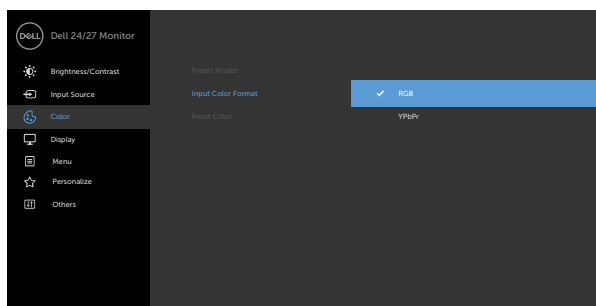 DELL
Dell 24/27 Monitor
Brightness/Contrast
Preset Modes
Input Source
Input Color Format
RGB
Color
Reset Color
YPbPr
Display
Menu
Personalize
Others